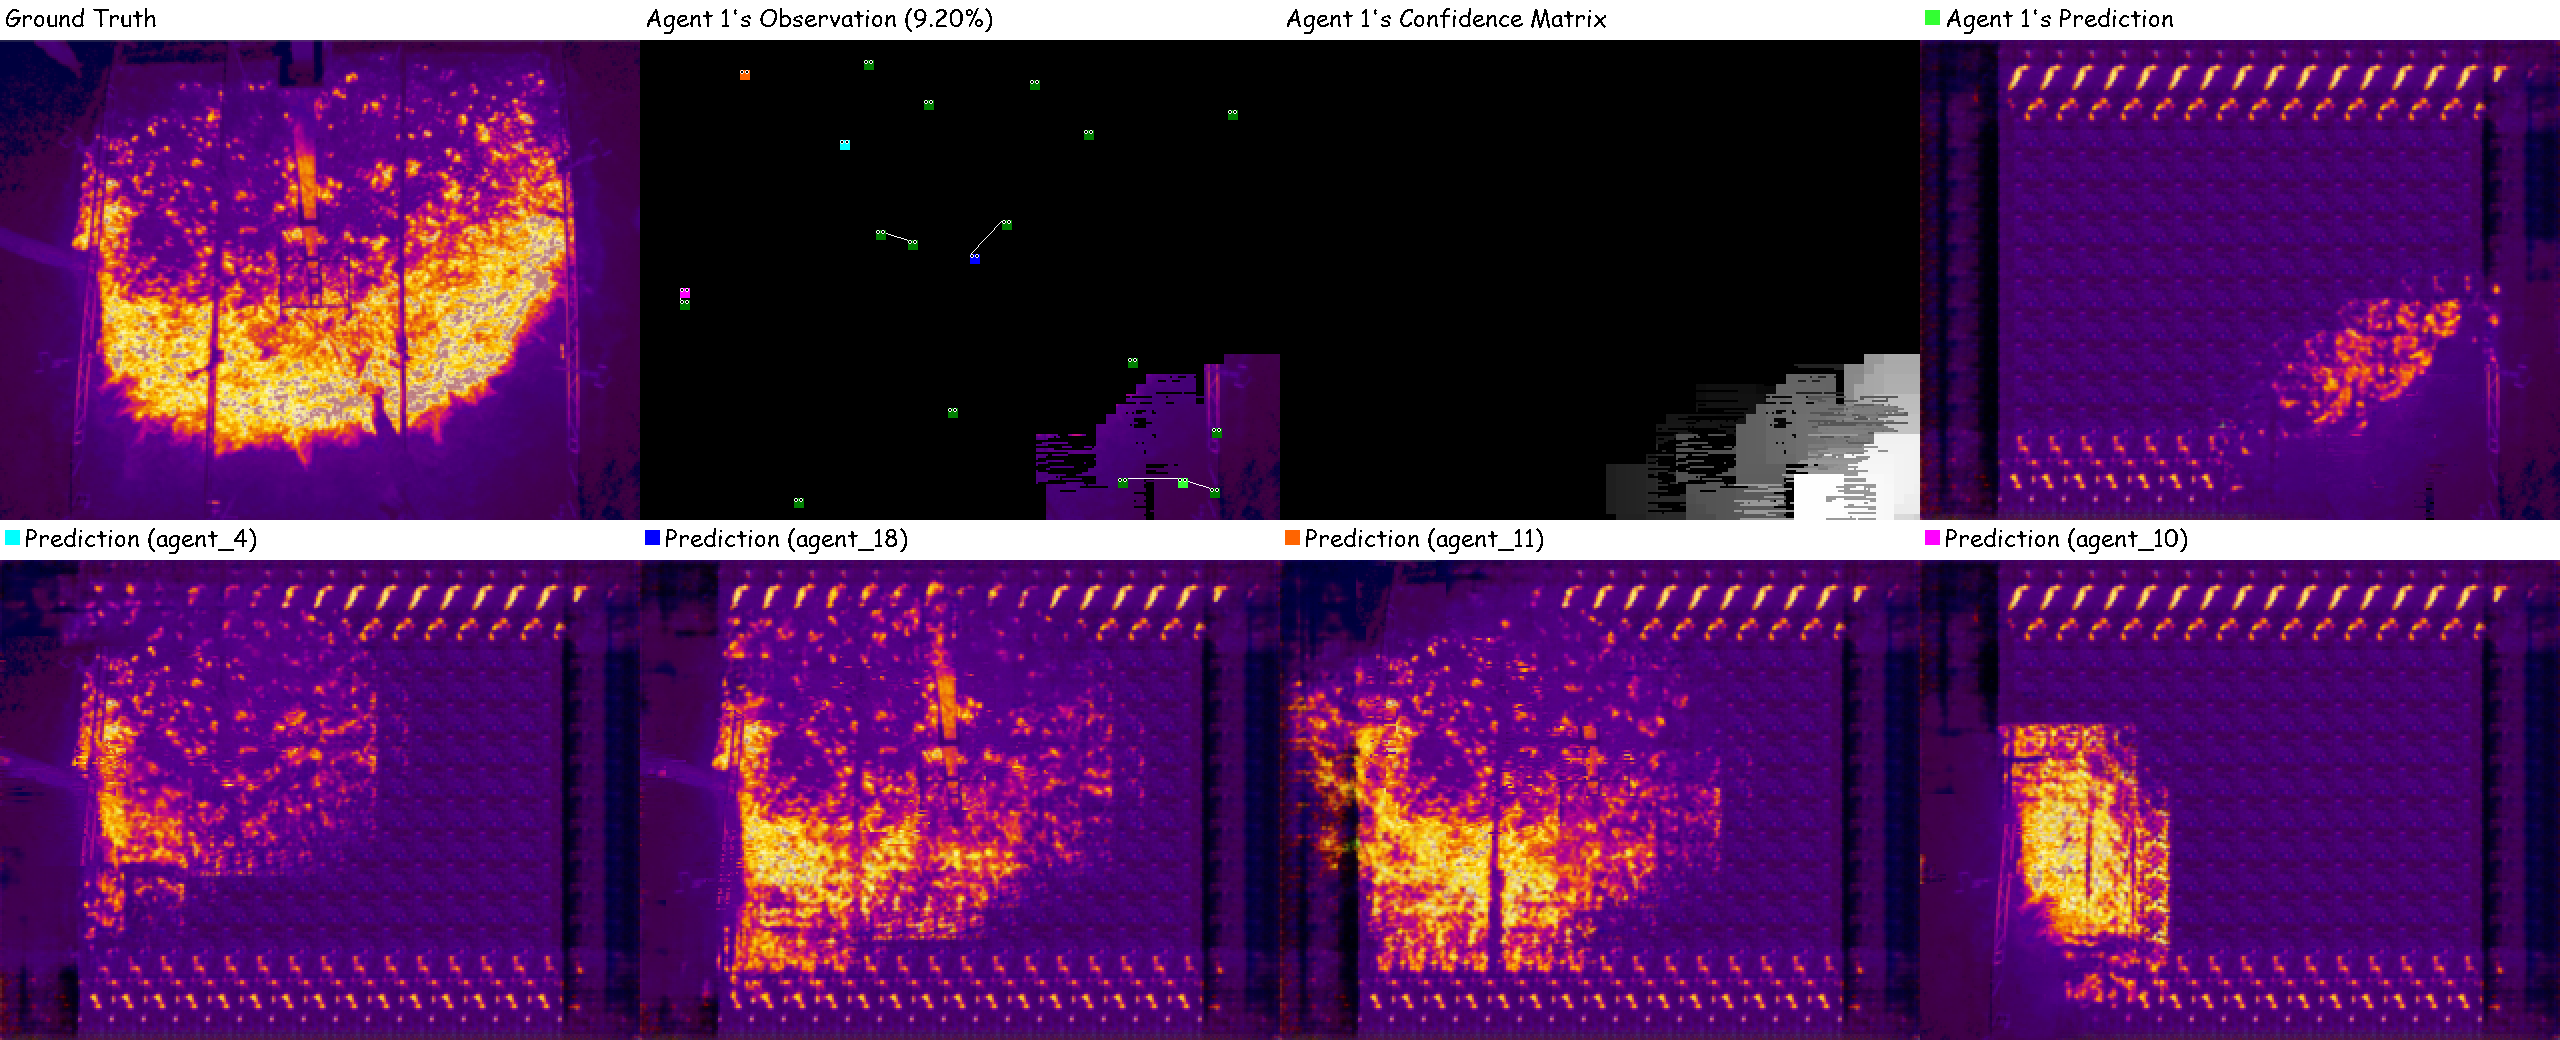 Ground Truth
Agent 1's Observation (9.20%)
Agent 1's Confidence Matrix
Agent 1's Prediction
Prediction (agent_4)
Prediction (agent_18)
Prediction (agent_11)
Prediction (agent_10)